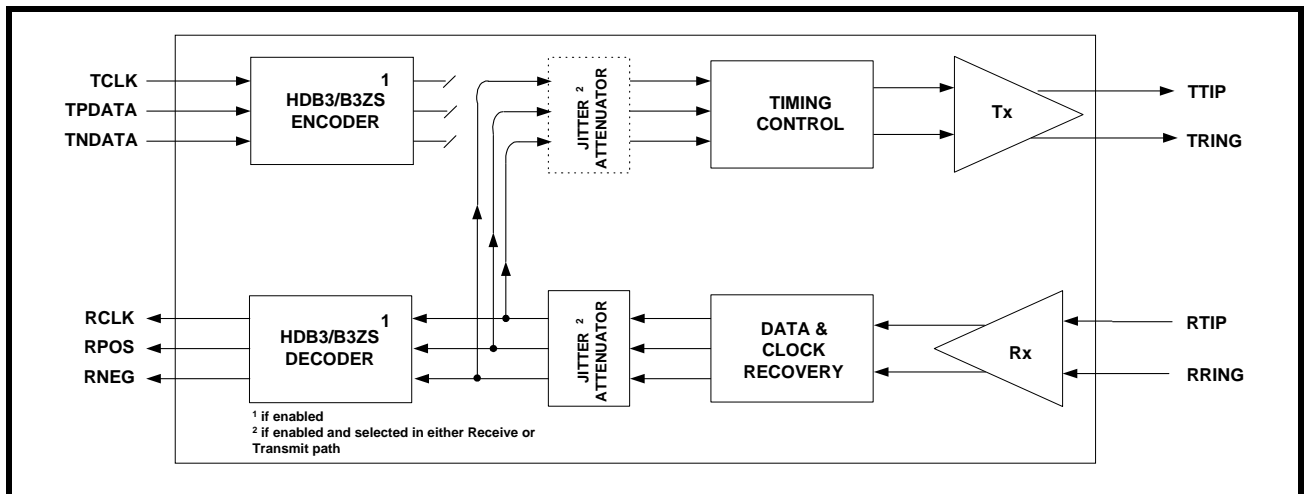 TCLK
TPDATA
TNDATA
1
HDB3/B3ZS
ENCODER
JITTER 2
ATTENUATOR
TIMING
CONTROL
Tx
TTIP
TRING
RCLK
RPOS
RNEG
1
HDB3/B3ZS
DECODER
JITTER 2
ATTENUATOR
DATA &
CLOCK
RECOVERY
Rx
RTIP
RRING
1 if enabled
2 if enabled and selected in either Receive or
Transmit path